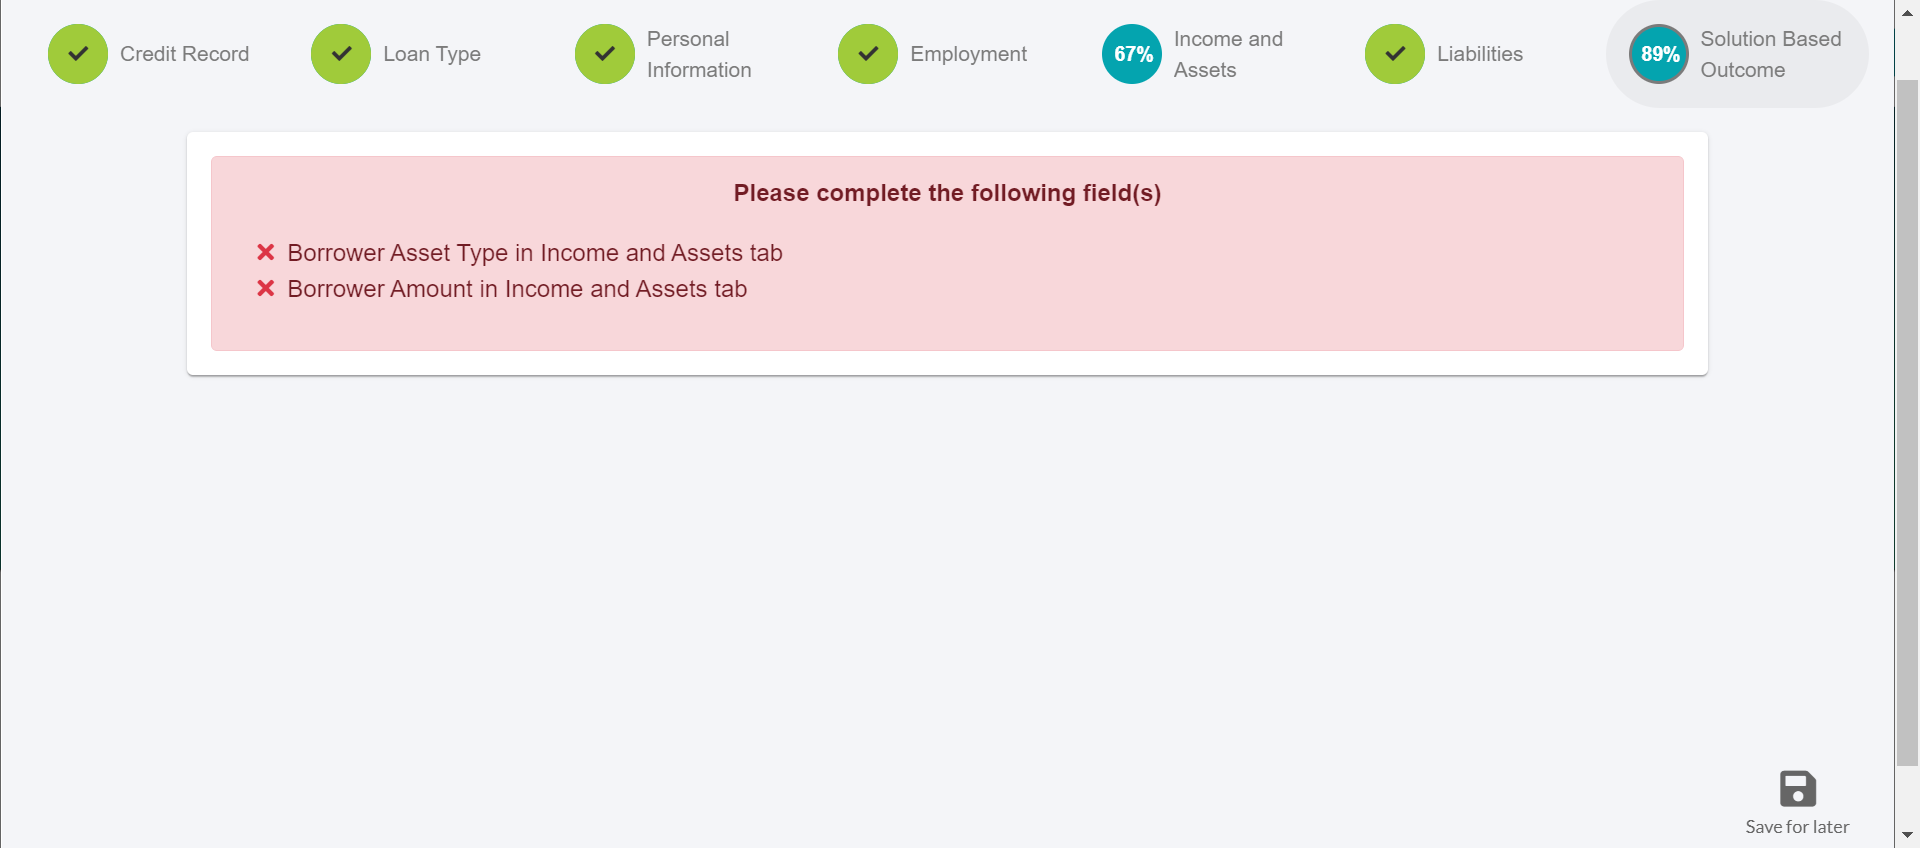 Credit Record
Loan Type
Personal
Information
Employment
67%
Income and
Assets
Liabilities
89%
Solution Based
Outcome
Please complete the following field(s)
Borrower Asset Type in Income and Assets tab
Borrower Amount in Income and Assets tab
Save for later